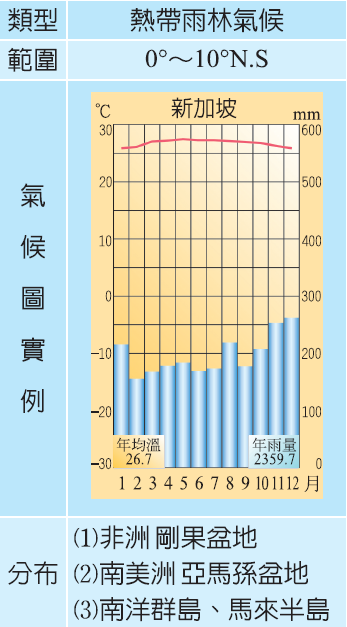 類型 熱帶雨林氣候
範圍 0°～10°N.S
氣候圖實例
℃ 新加坡 mm
30 600
20 500
10 400
0 300
-10 200
-20 100
-30 0
年均溫 年雨量
26.7 2359.7
1 2 3 4 5 6 7 8 9 10 11 12 月
分布
(1)非洲 剛果盆地
(2)南美洲 亞馬孫盆地
(3)南洋群島、馬來半島